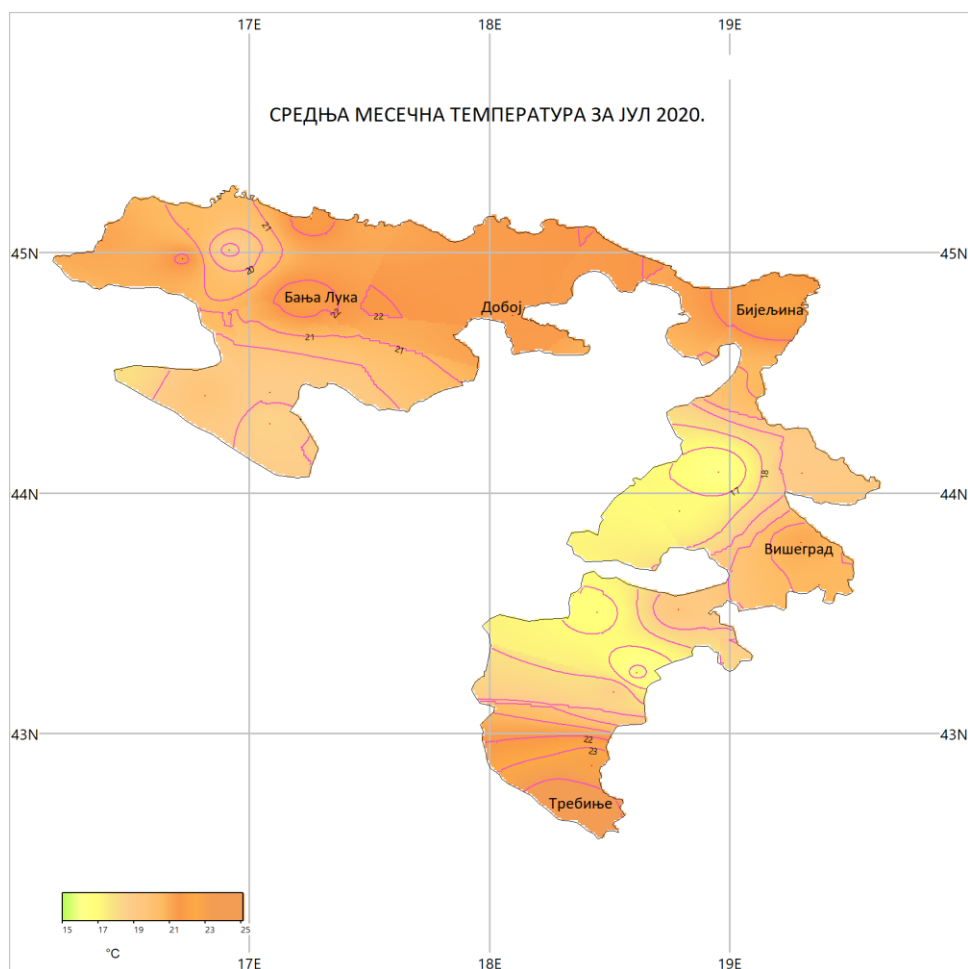 17E 18E 19E
СРЕДЊА МЕСЕЧНА ТЕМПЕРАТУРА ЗА ЈУЛ 2020.
21
45N 45N
20
Бања Лука
22
22
Добој
Бијељина
21
21
18
17
44N 44N
Вишеград
43N 43N
22
23
Требиње
15 17 19 21 23 25
°C
17E 18E 19E